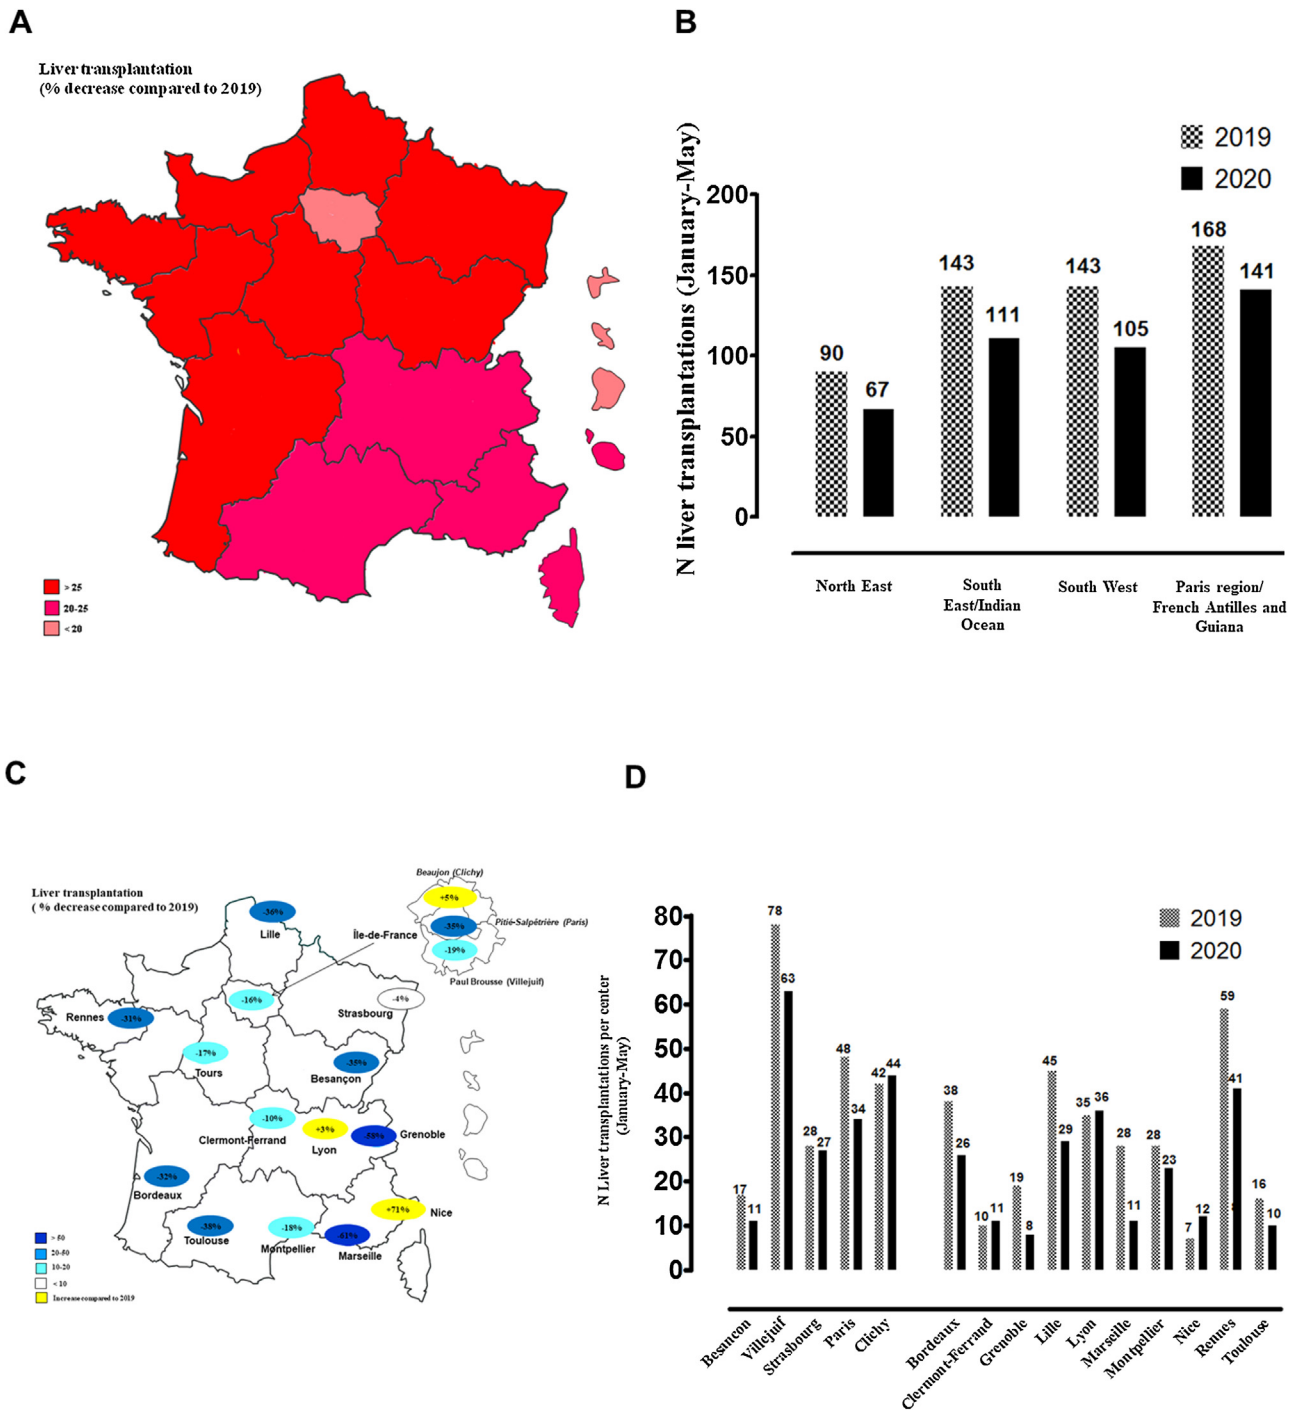 A
Liver transplantation
(% decrease compared to 2019)
> 25
20-25
< 20
B
N liver transplantations (January-May)
2019
2020
200
150
100
50
0
90
67
143
111
143
105
168
141
North East
South
East/Indian
Ocean
South West
Paris region/
French Antilles and
Guiana
C
Liver transplantation
( % decrease compared to 2019)
Beaujon (Clichy)
+5%
-35%
Pitié-Salpêtrière (Paris)
-19%
Paul Brousse (Villejuif)
-36%
Lille
Île-de-France
-16%
-4%
Strasbourg
Rennes
-31%
-17%
Tours
-35%
Besançon
-10%
Clermont-Ferrand
+3%
Lyon
-58%
Grenoble
-32%
Bordeaux
-38%
Toulouse
-18%
Montpellier
-61%
Marseille
+71%
Nice
> 50
20-50
10-20
< 10
Increase compared to 2019
D
N Liver transplantations per center
(January-May)
2019
2020
80
70
60
50
40
30
20
10
0
17
11
78
63
28
27
48
34
42
44
38
26
10
11
19
8
45
29
35
36
28
11
28
23
7
12
59
41
16
10
Besancon
Villejuif
Strasbourg
Paris
Clichy
Bordeaux
Clermont-Ferrand
Grenoble
Lille
Lyon
Marseille
Montpellier
Nice
Rennes
Toulouse